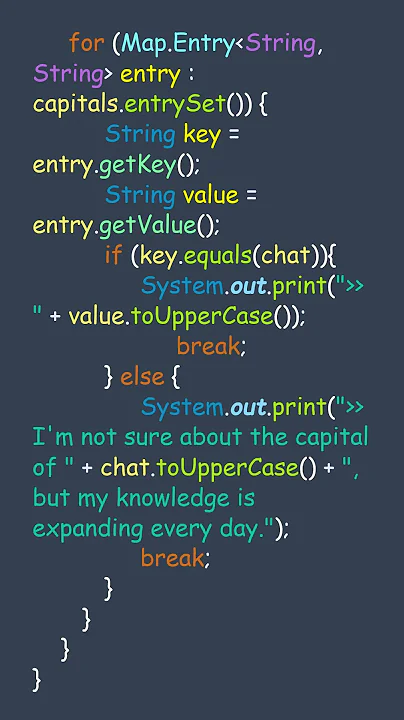 for (Map.Entry<String,
String> entry :
capitals.entrySet()) {
String key =
entry.getKey();
String value =
entry.getValue();
if (key.equals(chat)){
System.out.print(">>
" + value.toUpperCase());
break;
} else {
System.out.print(">>
I'm not sure about the capital
of " + chat.toUpperCase() + ",
but my knowledge is
expanding every day.");
break;
}
}
}
}